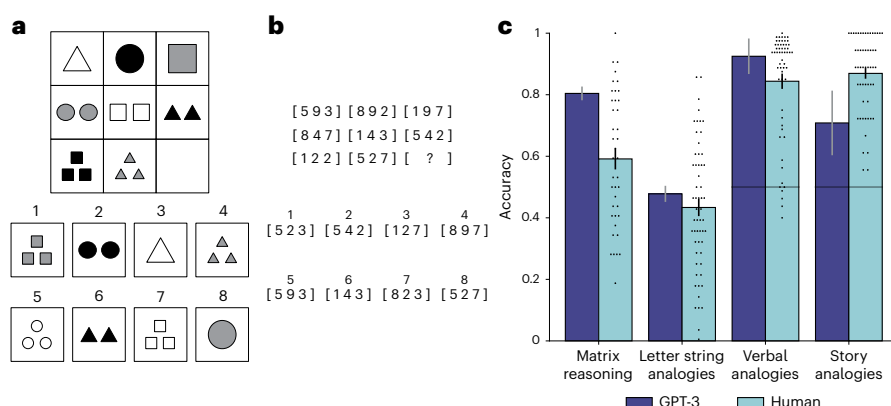 a
b
c
[ 5 9 3 ] [ 8 9 2 ] [ 1 9 7 ]
[ 8 4 7 ] [ 1 4 3 ] [ 5 4 2 ]
[ 1 2 2 ] [ 5 2 7 ] [ ? ]
1 2 3 4
5 6 7 8
1 2 3 4
[ 5 2 3 ] [ 5 4 2 ] [ 1 2 7 ] [ 8 9 7 ]
5 6 7 8
[ 5 9 3 ] [ 1 4 3 ] [ 8 2 3 ] [ 5 2 7 ]
Accuracy
1
0.8
0.6
0.4
0.2
0
Matrix
reasoning
Letter string
analogies
Verbal
analogies
Story
analogies
GPT-3
Human